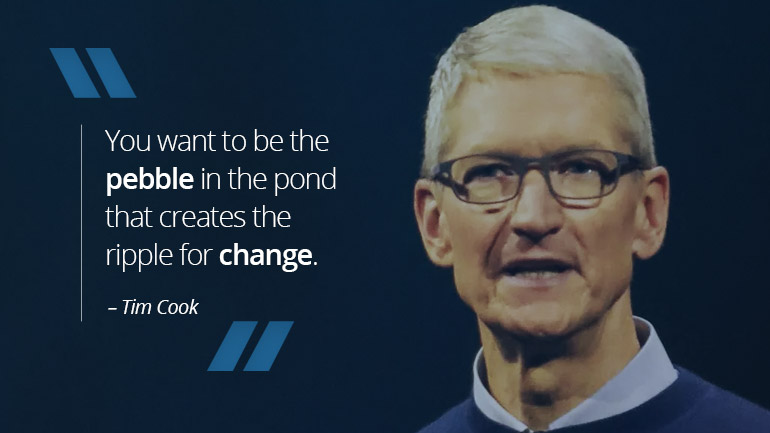 You want to be the
pebble in the pond
that creates the
ripple for change.
– Tim Cook